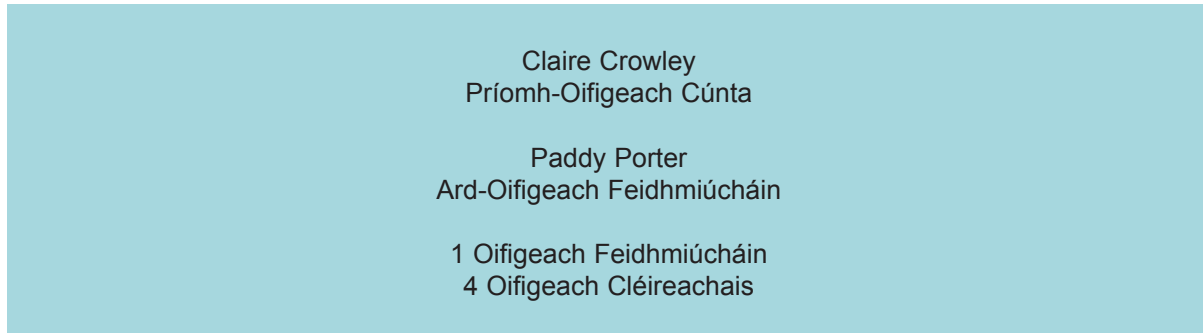 Claire Crowley
Príomh-Oifigeach Cúnta
Paddy Porter
Ard-Oifigeach Feidhmiúcháin
1 Oifigeach Feidhmiúcháin
4 Oifigeach Cléireachais